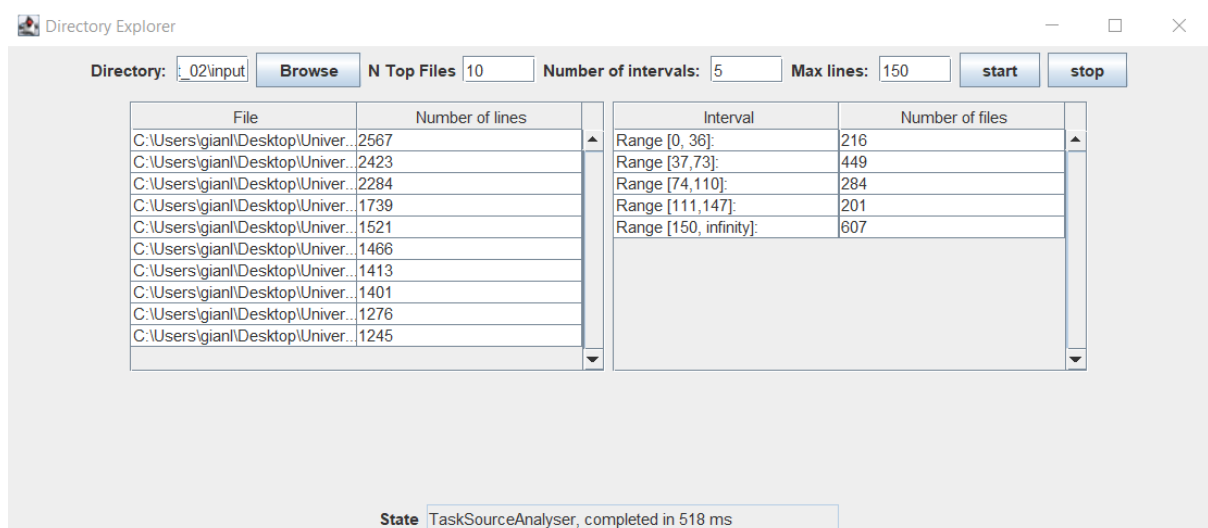 Directory Explorer
Directory: t_02\input Browse N Top Files 10 Number of intervals: 5 Max lines: 150 start stop
File Number of lines Interval Number of files
C:\Users\gianl\Desktop\Univer... 2567 Range [0, 36]: 216
C:\Users\gianl\Desktop\Univer... 2423 Range [37,73]: 449
C:\Users\gianl\Desktop\Univer... 2284 Range [74,110]: 284
C:\Users\gianl\Desktop\Univer... 1739 Range [111,147]: 201
C:\Users\gianl\Desktop\Univer... 1521 Range [150, infinity]: 607
C:\Users\gianl\Desktop\Univer... 1466
C:\Users\gianl\Desktop\Univer... 1413
C:\Users\gianl\Desktop\Univer... 1401
C:\Users\gianl\Desktop\Univer... 1276
C:\Users\gianl\Desktop\Univer... 1245
State TaskSourceAnalyser, completed in 518 ms